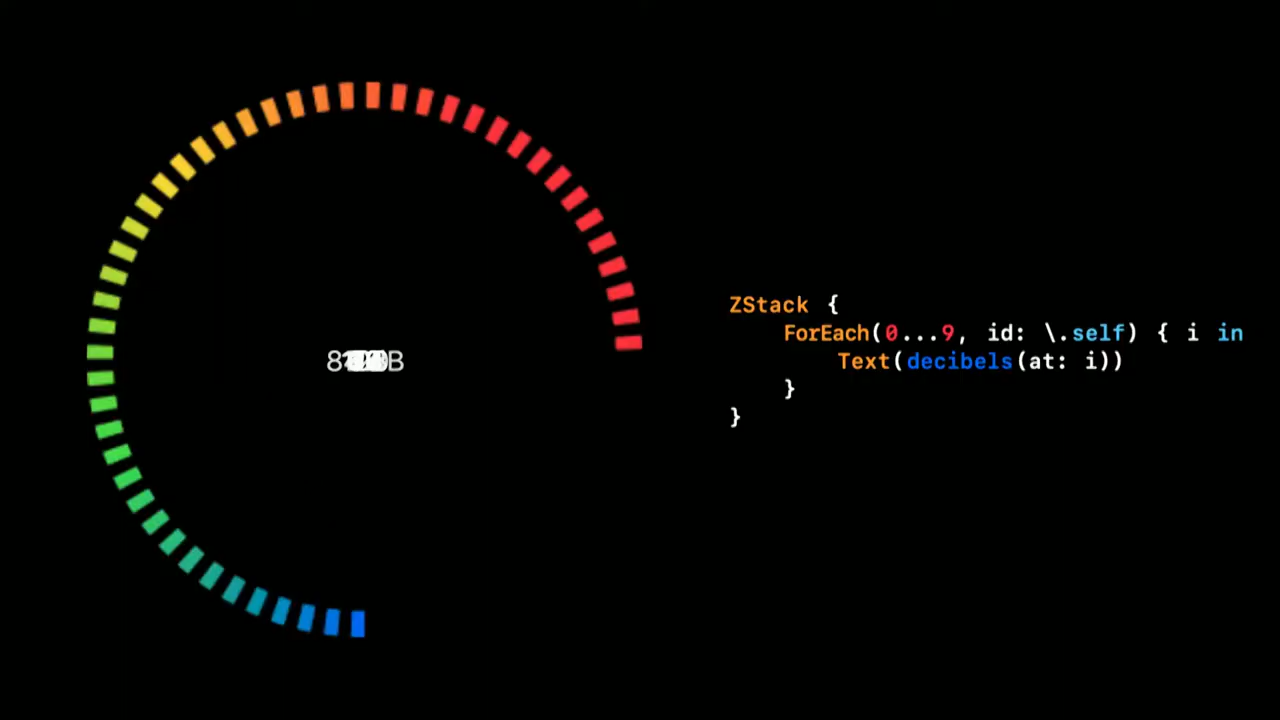 ZStack {
ForEach(0...9, id: \.self) { i in
Text(decibels(at: i))
}
}